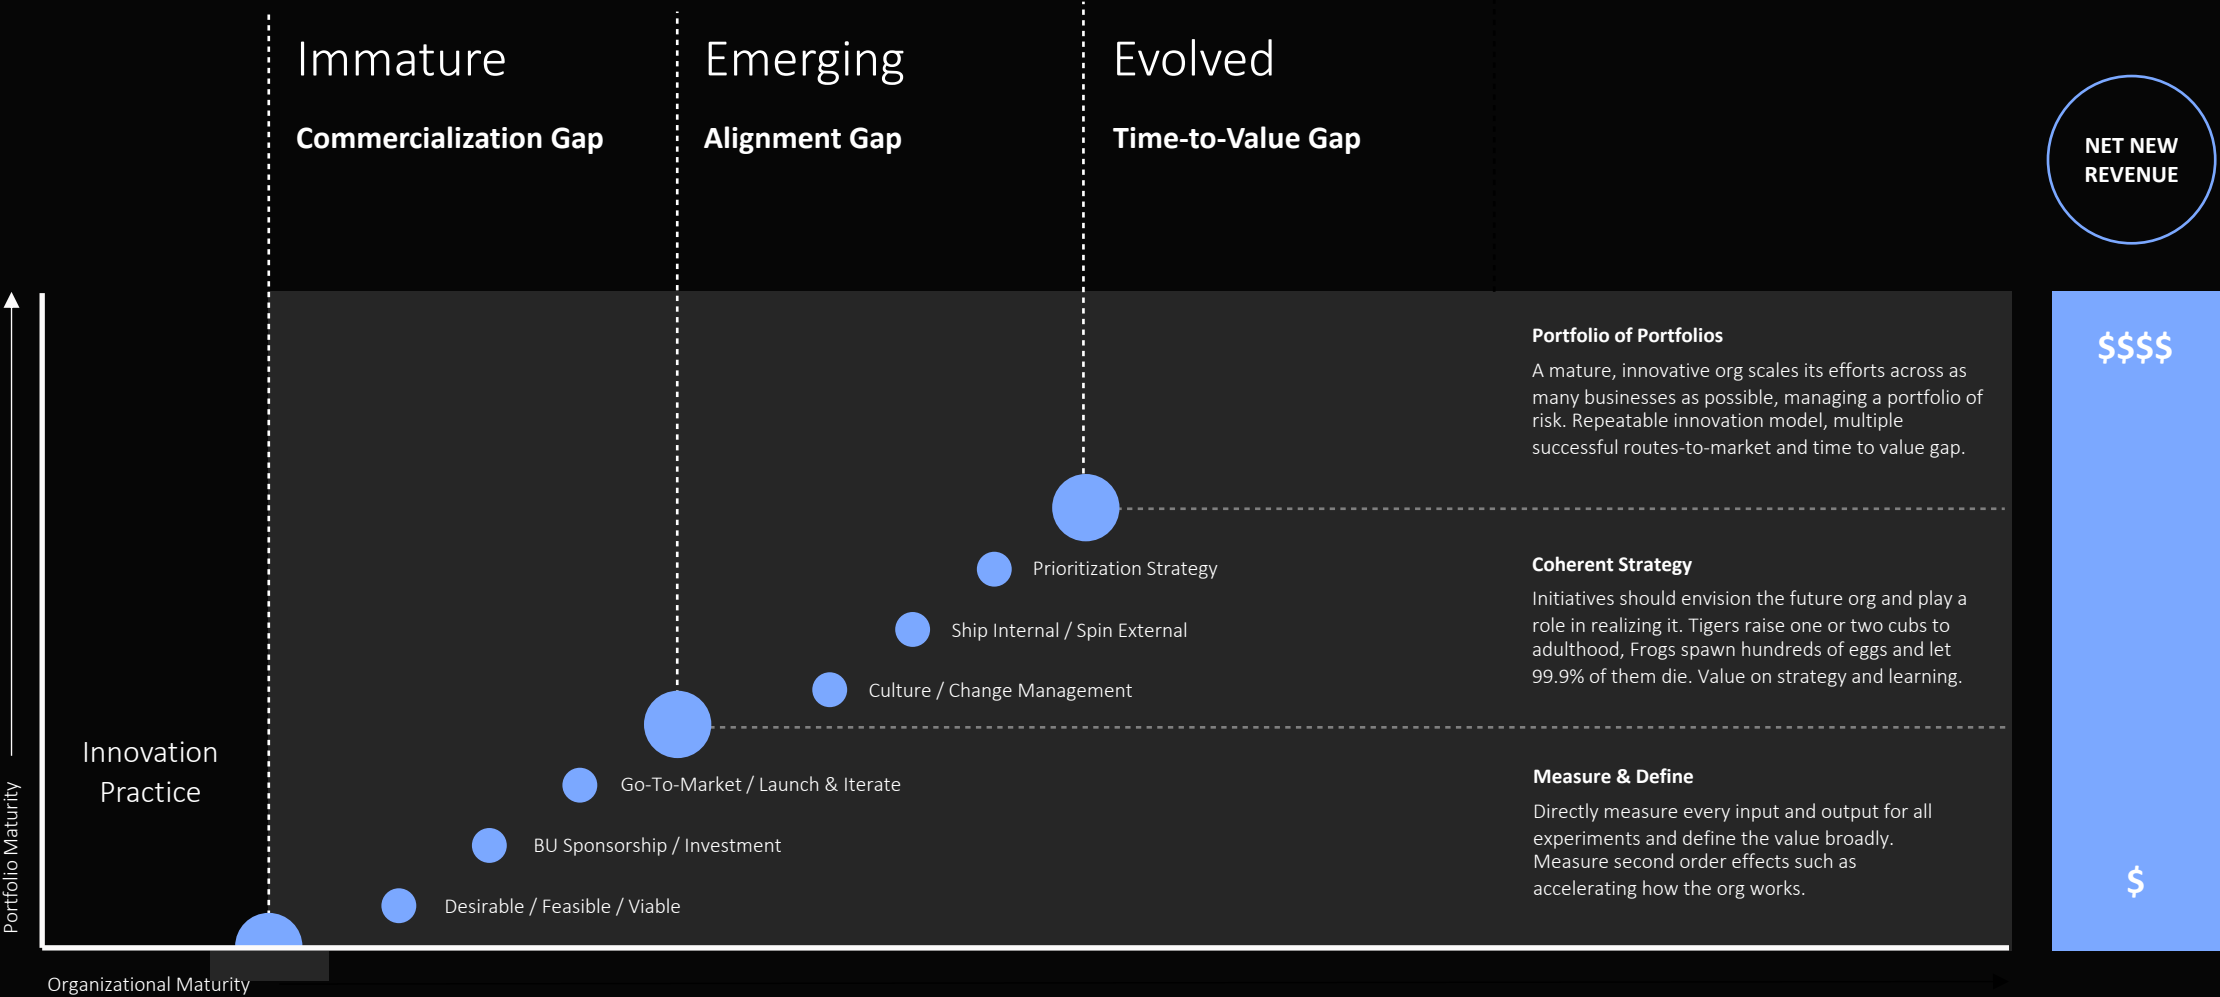 Immature
Commercialization Gap
Emerging
Alignment Gap
Evolved
Time-to-Value Gap
NET NEW
REVENUE
$$$$
$
Portfolio of Portfolios
A mature, innovative org scales its efforts across as
many businesses as possible, managing a portfolio of
risk. Repeatable innovation model, multiple
successful routes-to-market and time to value gap.
Prioritization Strategy
Ship Internal / Spin External
Culture / Change Management
Coherent Strategy
Initiatives should envision the future org and play a
role in realizing it. Tigers raise one or two cubs to
adulthood, Frogs spawn hundreds of eggs and let
99.9% of them die. Value on strategy and learning.
Go-To-Market / Launch & Iterate
BU Sponsorship / Investment
Desirable / Feasible / Viable
Measure & Define
Directly measure every input and output for all
experiments and define the value broadly.
Measure second order effects such as
accelerating how the org works.
Innovation
Practice
Portfolio Maturity
Organizational Maturity